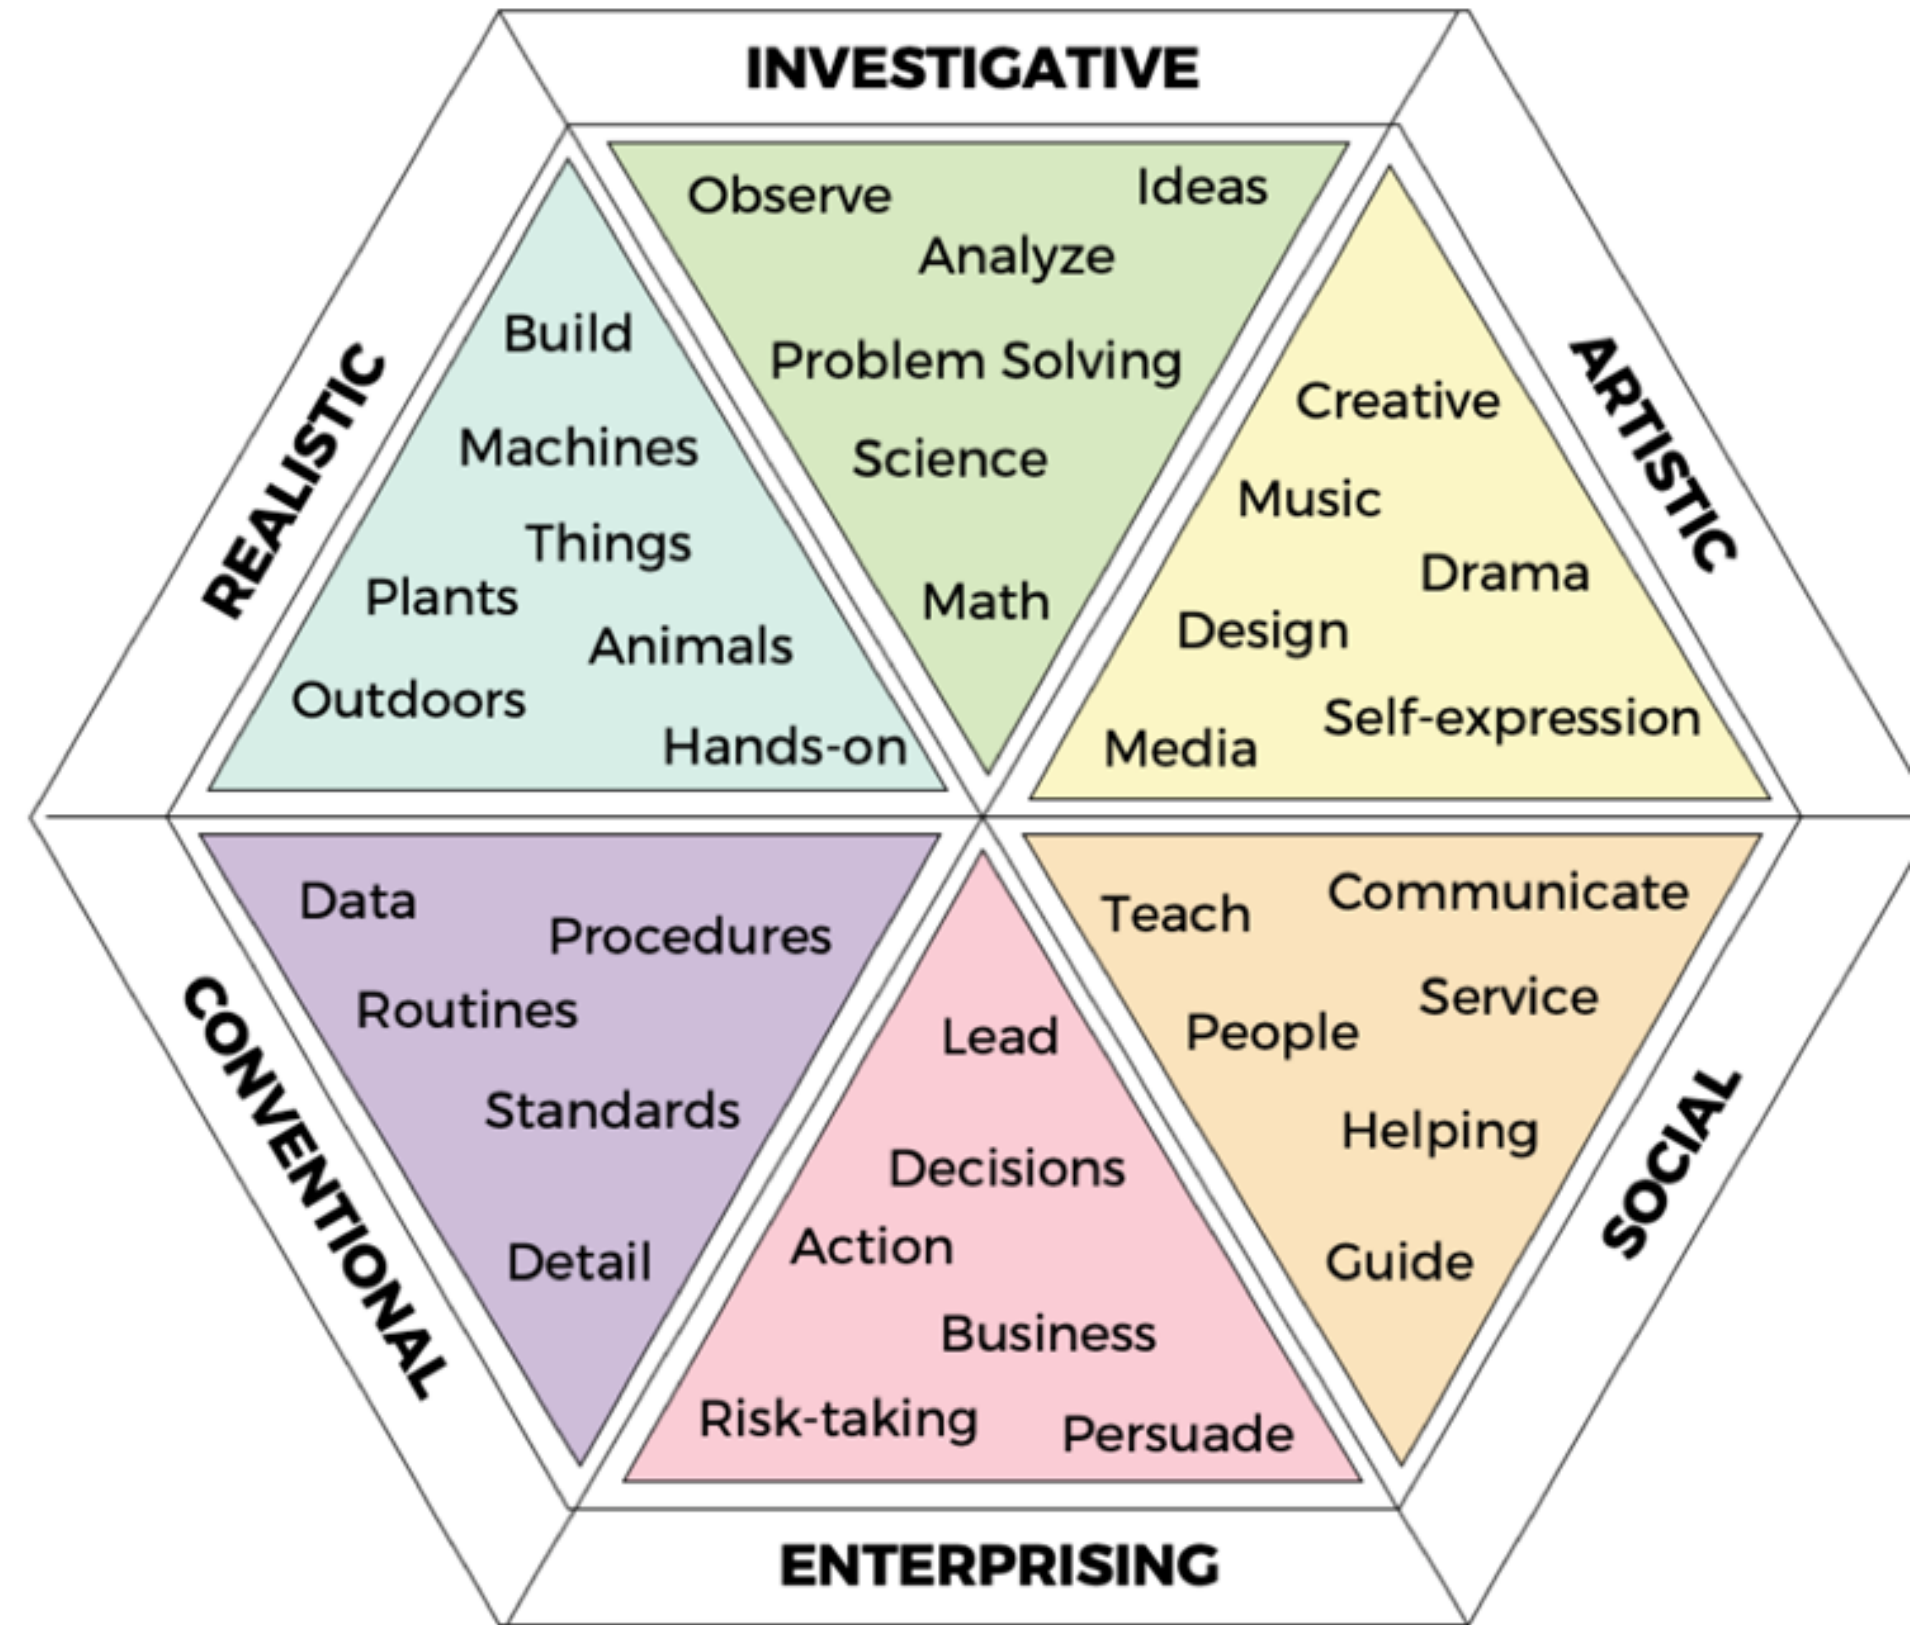 INVESTIGATIVE
Observe
Ideas
Analyze
Problem Solving
Science
Math
REALISTIC
Build
Machines
Things
Plants
Animals
Outdoors
Hands-on
ARTISTIC
Creative
Music
Drama
Design
Self-expression
Media
CONVENTIONAL
Data
Procedures
Routines
Standards
Detail
Lead
Decisions
Action
Business
Risk-taking
Persuade
ENTERPRISING
Teach
Communicate
Service
People
Helping
Guide
SOCIAL